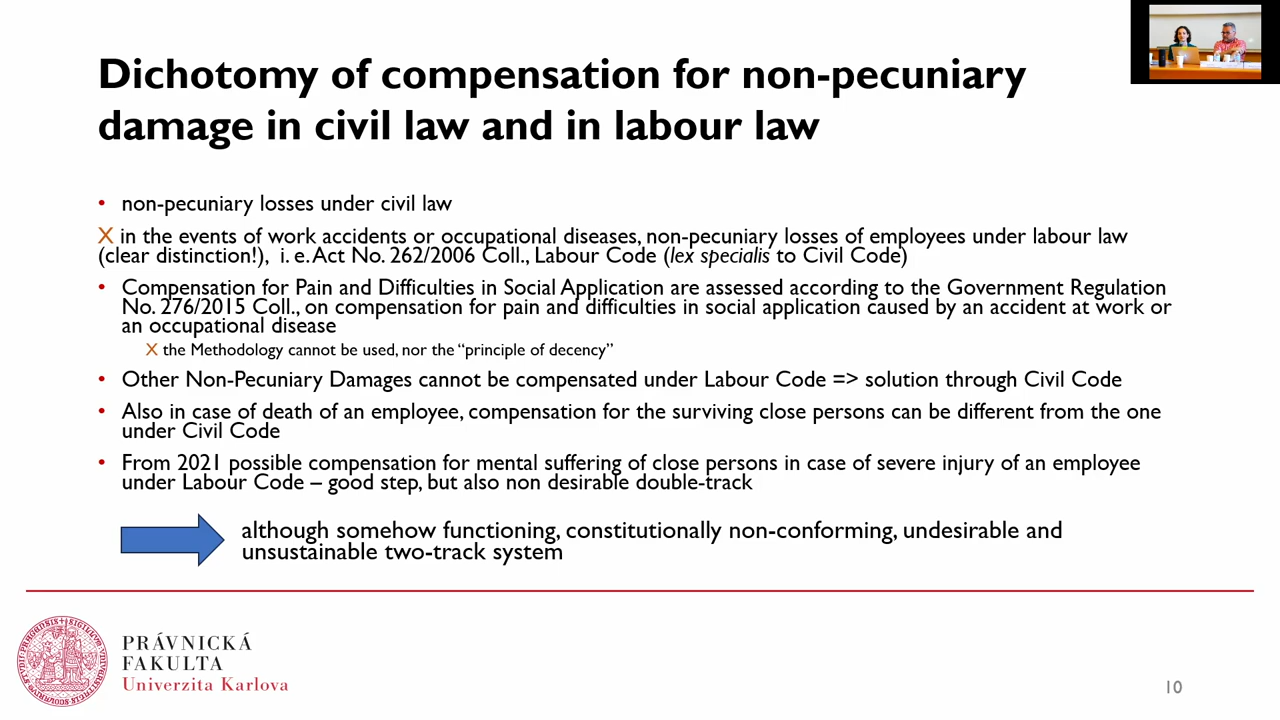 Dichotomy of compensation for non-pecuniary
damage in civil law and in labour law
• non-pecuniary losses under civil law
X in the events of work accidents or occupational diseases, non-pecuniary losses of employees under labour law
(clear distinction!), i. e. Act No. 262/2006 Coll., Labour Code (lex specialis to Civil Code)
• Compensation for Pain and Difficulties in Social Application are assessed according to the Government Regulation
No. 276/2015 Coll., on compensation for pain and difficulties in social application caused by an accident at work or
an occupational disease
X the Methodology cannot be used, nor the “principle of decency”
• Other Non-Pecuniary Damages cannot be compensated under Labour Code => solution through Civil Code
• Also in case of death of an employee, compensation for the surviving close persons can be different from the one
under Civil Code
• From 2021 possible compensation for mental suffering of close persons in case of severe injury of an employee
under Labour Code – good step, but also non desirable double-track
although somehow functioning, constitutionally non-conforming, undesirable and
unsustainable two-track system
PRÁVNICKÁ
FAKULTA
Univerzita Karlova
10